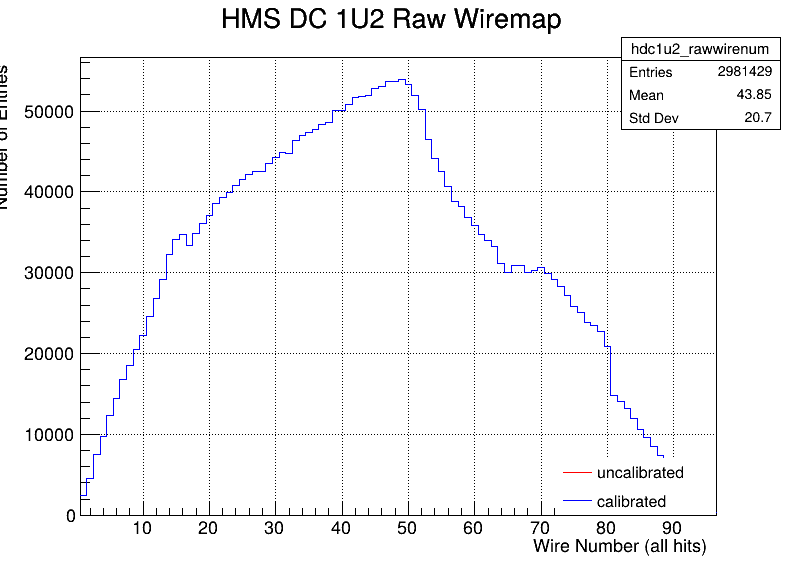 HMS DC 1U2 Raw Wiremap
hdc1u2_rawwirenum
Entries 2981429
Mean 43.85
Std Dev 20.7
Number of Entries
50000
40000
30000
20000
10000
0
uncalibrated
calibrated
10 20 30 40 50 60 70 80 90
Wire Number (all hits)